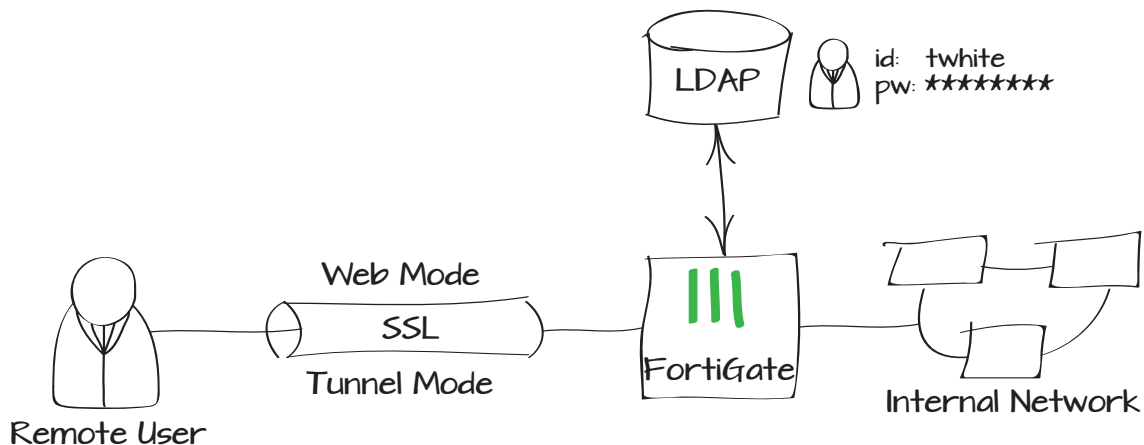 LDAP
id: twhite
pw: ********
Web Mode
SSL
Tunnel Mode
FortiGate
Remote User
Internal Network